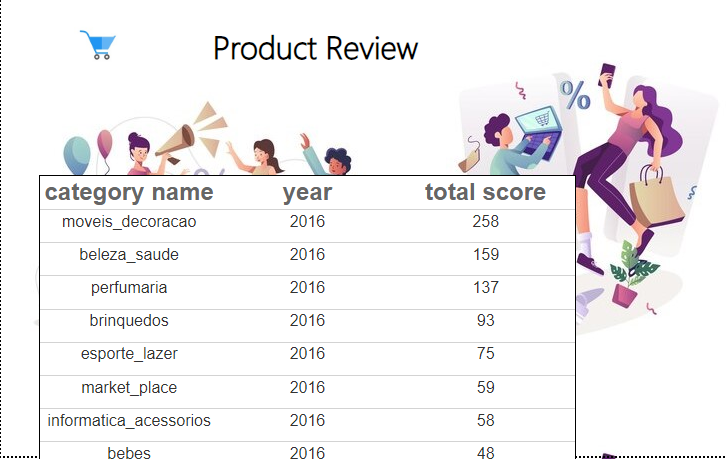 Product Review
%
category name year total score
moveis_decoracao 2016 258
beleza_saude 2016 159
perfumaria 2016 137
brinquedos 2016 93
esporte_lazer 2016 75
market_place 2016 59
informatica_acessorios 2016 58
bebes 2016 48